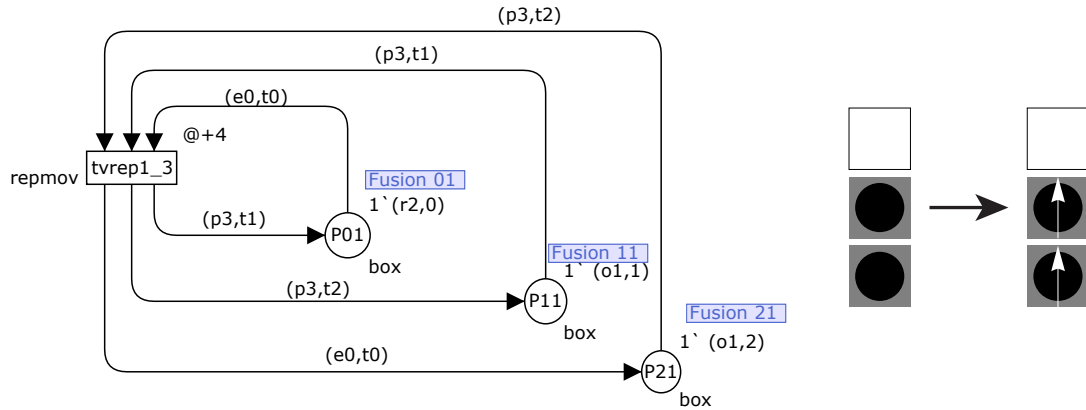 (p3,t2)
(p3,t1)
(e0,t0)
@+4
tvrep1_3
repmov
Fusion 01
1`(r2,0)
(p3,t1)
P01
box
Fusion 11
1` (o1,1)
(p3,t2)
P11
box
Fusion 21
1` (o1,2)
(e0,t0)
P21
box